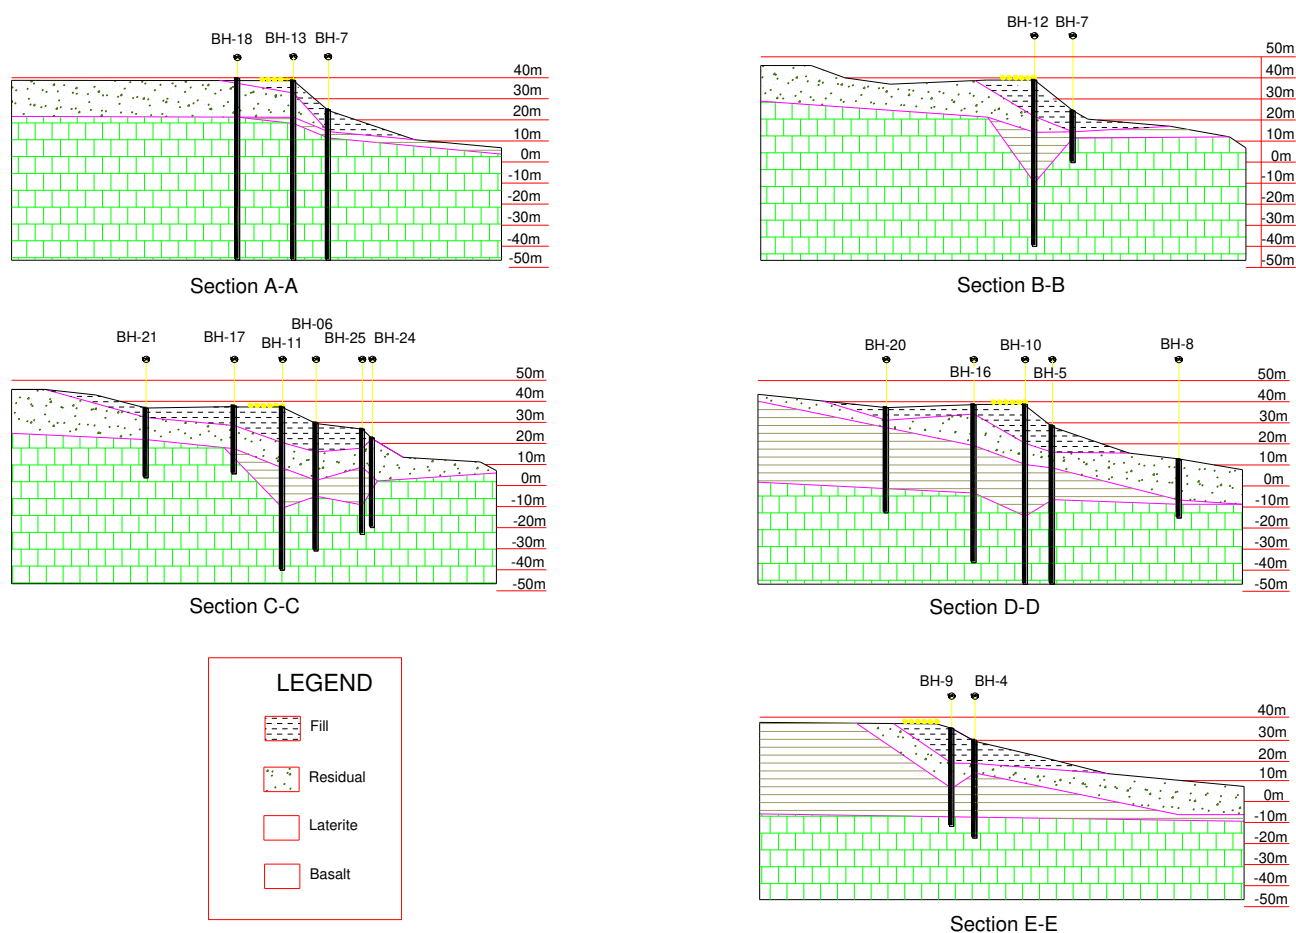 BH-18 BH-13 BH-7
40m
30m
20m
10m
0m
-10m
-20m
-30m
-40m
-50m
Section A-A
BH-12 BH-7
50m
40m
30m
20m
10m
0m
-10m
-20m
-30m
-40m
-50m
Section B-B
BH-21 BH-17 BH-11 BH-06 BH-25 BH-24
50m
40m
30m
20m
10m
0m
-10m
-20m
-30m
-40m
-50m
Section C-C
BH-20 BH-16 BH-10 BH-5 BH-8
50m
40m
30m
20m
10m
0m
-10m
-20m
-30m
-40m
-50m
Section D-D
LEGEND
Fill
Residual
Laterite
Basalt
BH-9 BH-4
40m
30m
20m
10m
0m
-10m
-20m
-30m
-40m
-50m
Section E-E